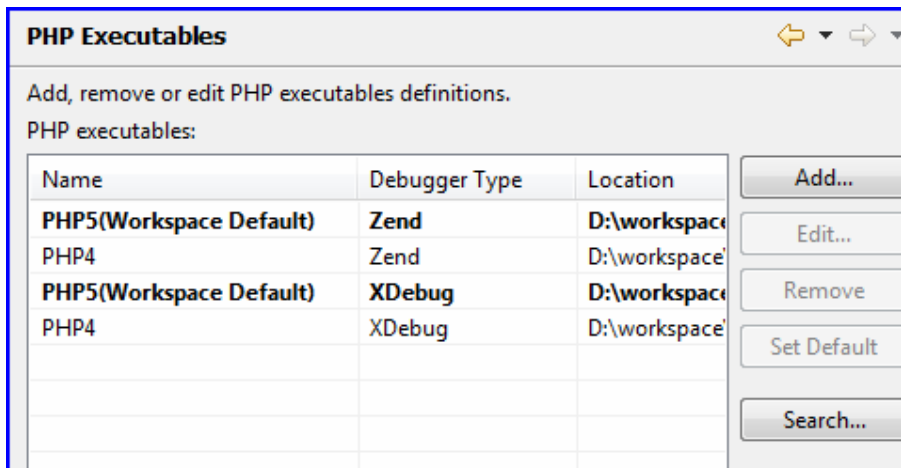 PHP Executables
Add, remove or edit PHP executables definitions.
PHP executables:
Name Debugger Type Location
PHP5(Workspace Default) Zend D:\workspace
PHP4 Zend D:\workspace
PHP5(Workspace Default) XDebug D:\workspace
PHP4 XDebug D:\workspace
Add...
Edit...
Remove
Set Default
Search...